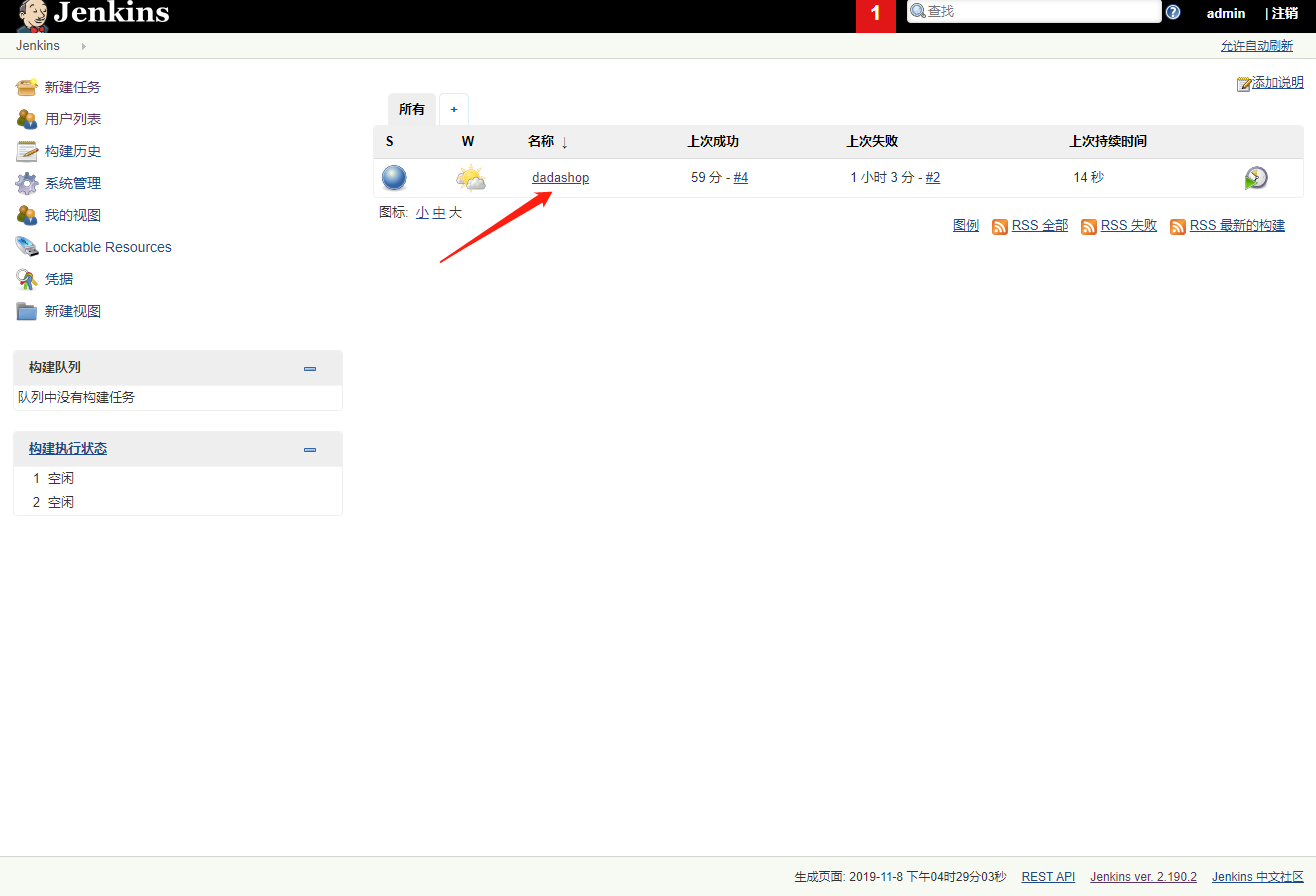 Jenkins 1 查找 ? admin | 注销
Jenkins 允许自动刷新
添加说明
新建任务
用户列表
构建历史
系统管理
我的视图
Lockable Resources
凭据
新建视图
构建队列
队列中没有构建任务
构建执行状态
1 空闲
2 空闲
所有 +
S W 名称 ↓ 上次成功 上次失败 上次持续时间
dadashop 59 分 - #4 1 小时 3 分 - #2 14 秒
图标: 小 中 大
图例 RSS 全部 RSS 失败 RSS 最新的构建
生成页面: 2019-11-8 下午04时29分03秒 REST API Jenkins ver. 2.190.2 Jenkins 中文社区